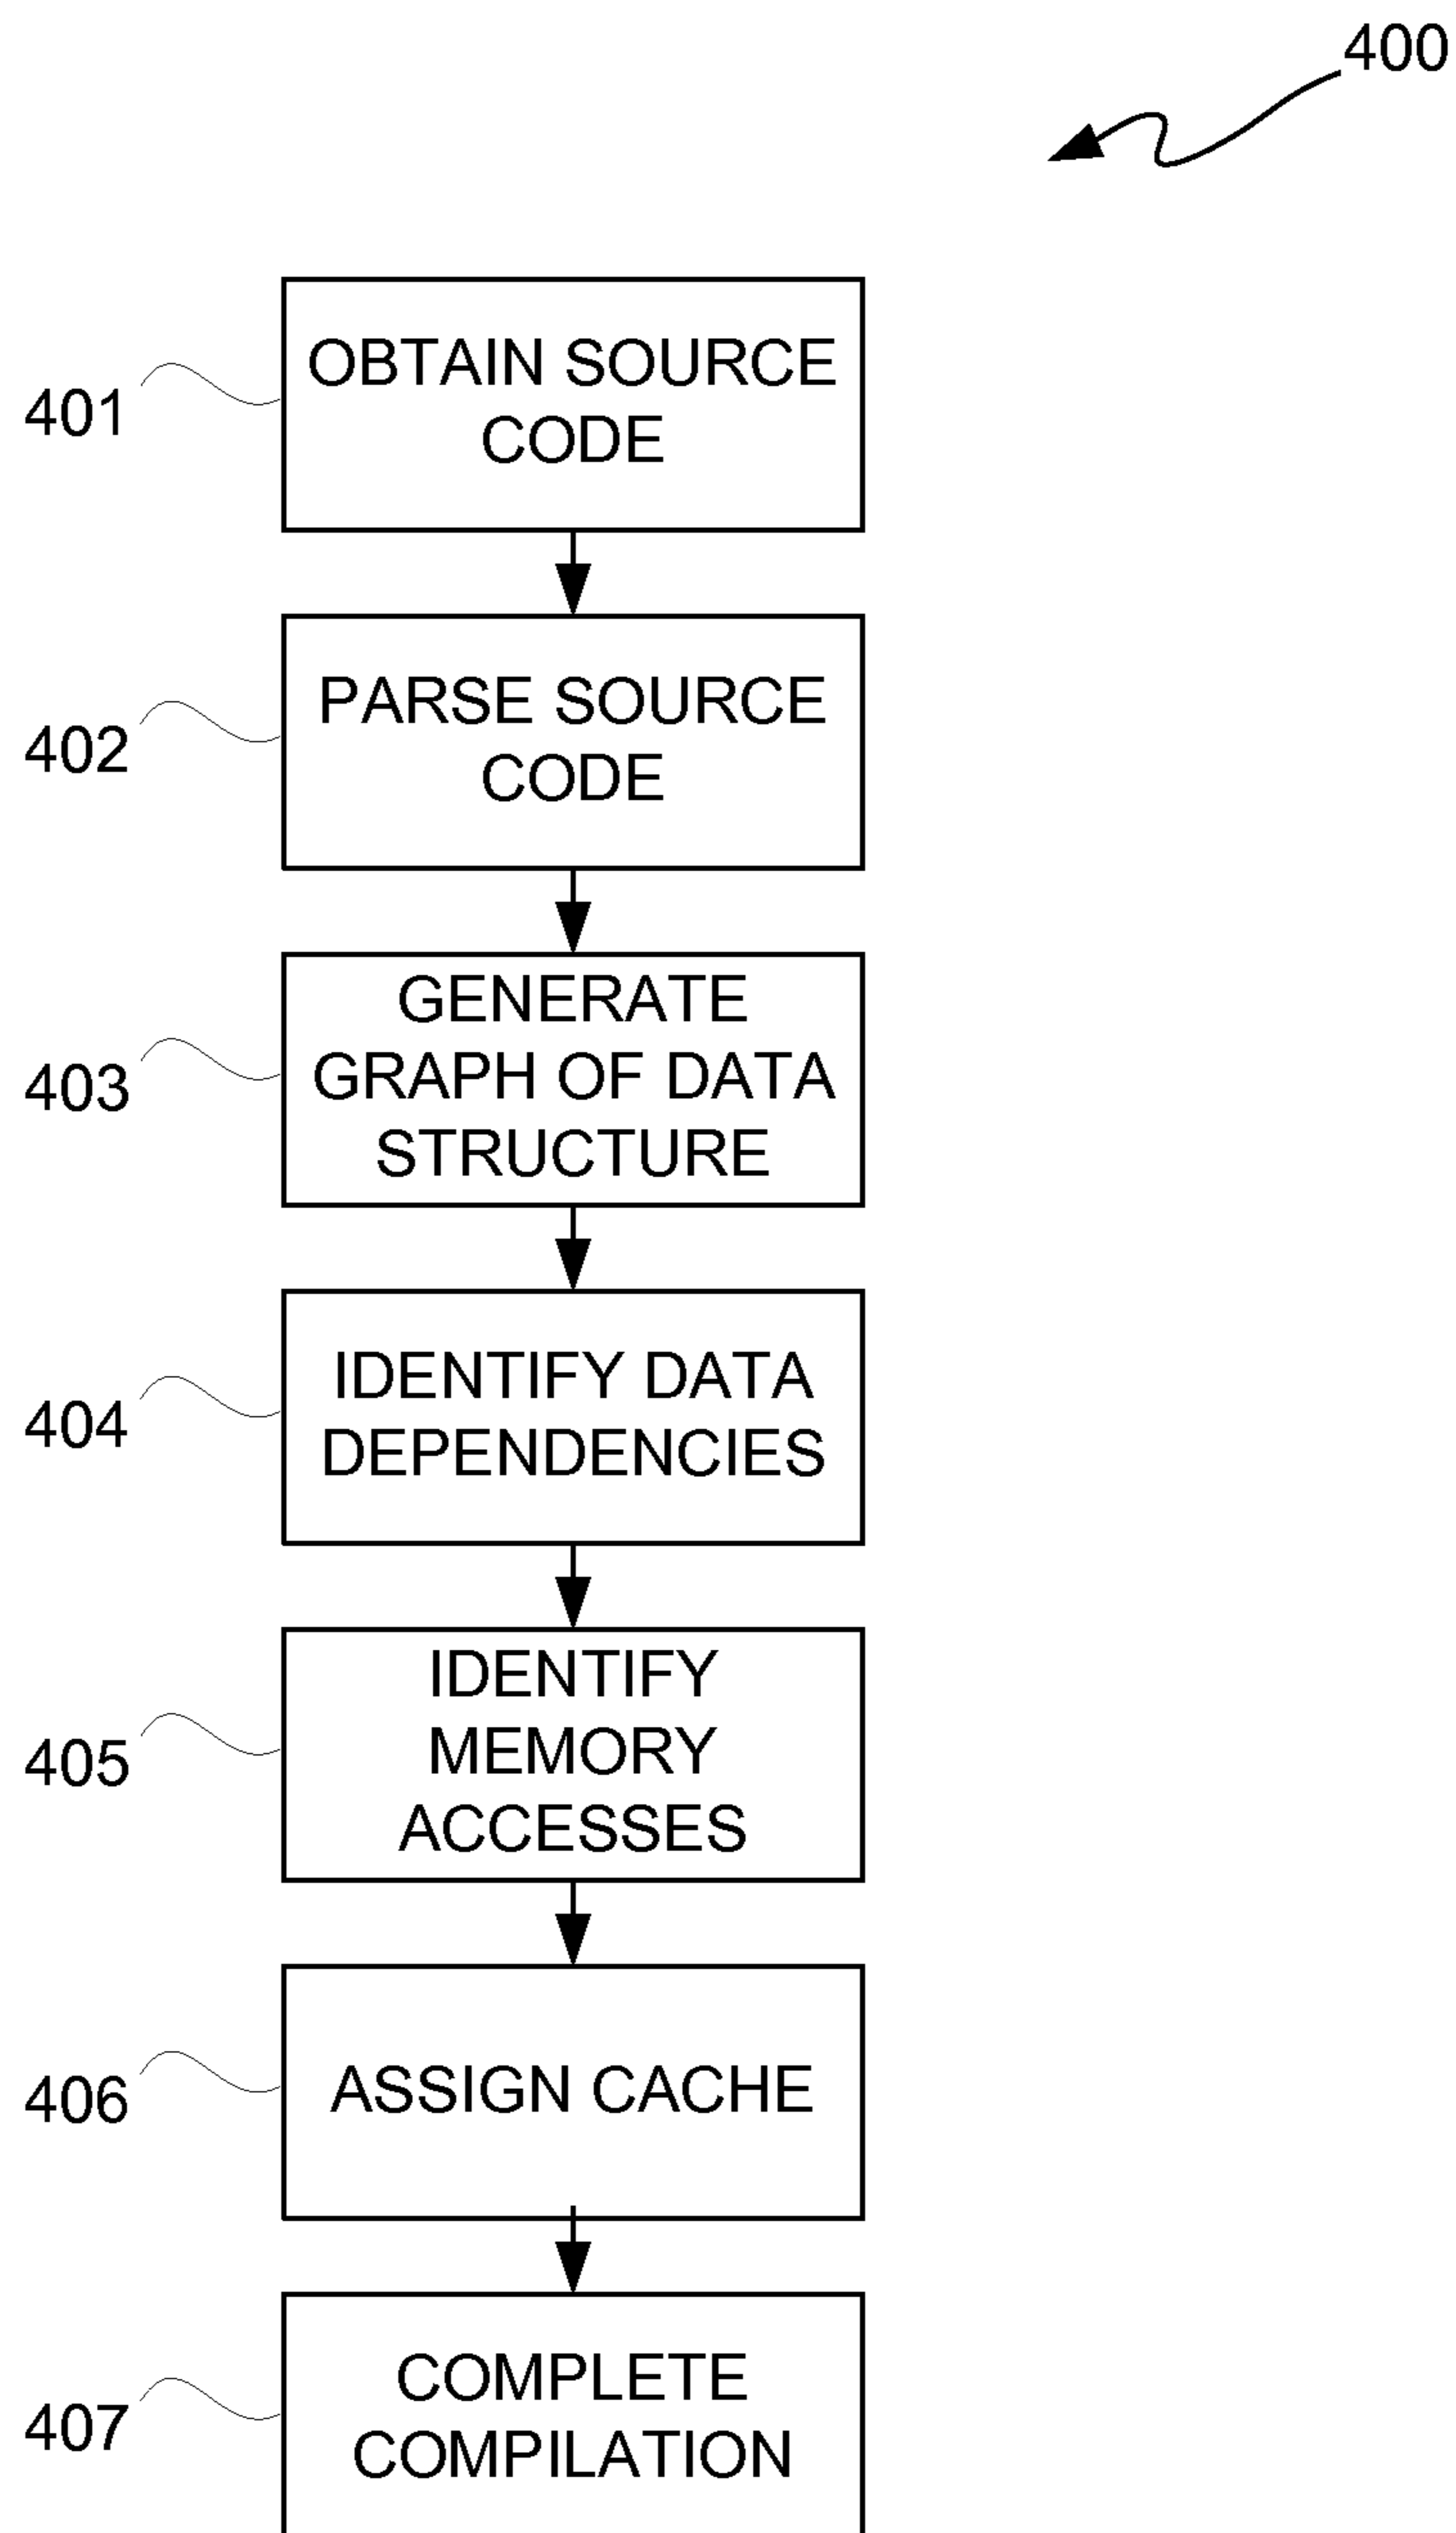 400
401
OBTAIN SOURCE
CODE
402
PARSE SOURCE
CODE
403
GENERATE
GRAPH OF DATA
STRUCTURE
404
IDENTIFY DATA
DEPENDENCIES
405
IDENTIFY
MEMORY
ACCESSES
406
ASSIGN CACHE
407
COMPLETE
COMPILATION